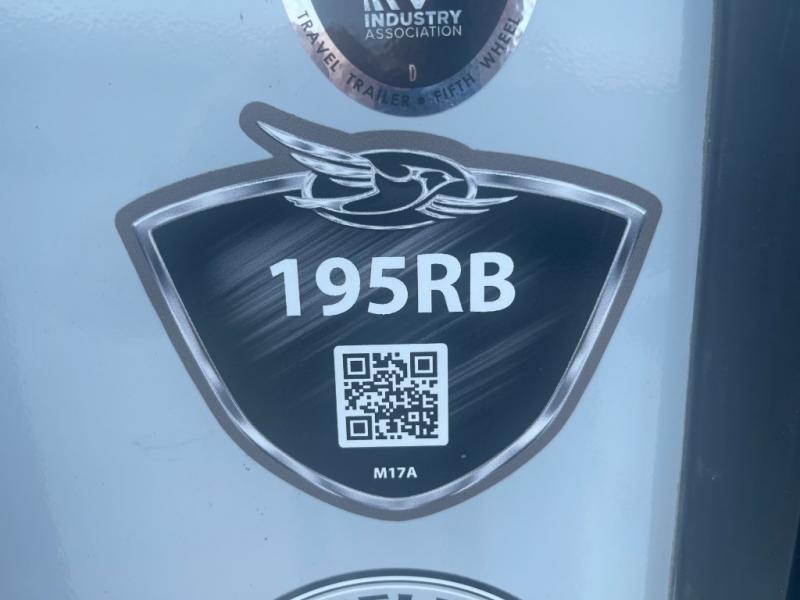 INDUSTRY
ASSOCIATION
D
TRAVEL TRAILER • FIFTH WHEEL
195RB
M17A